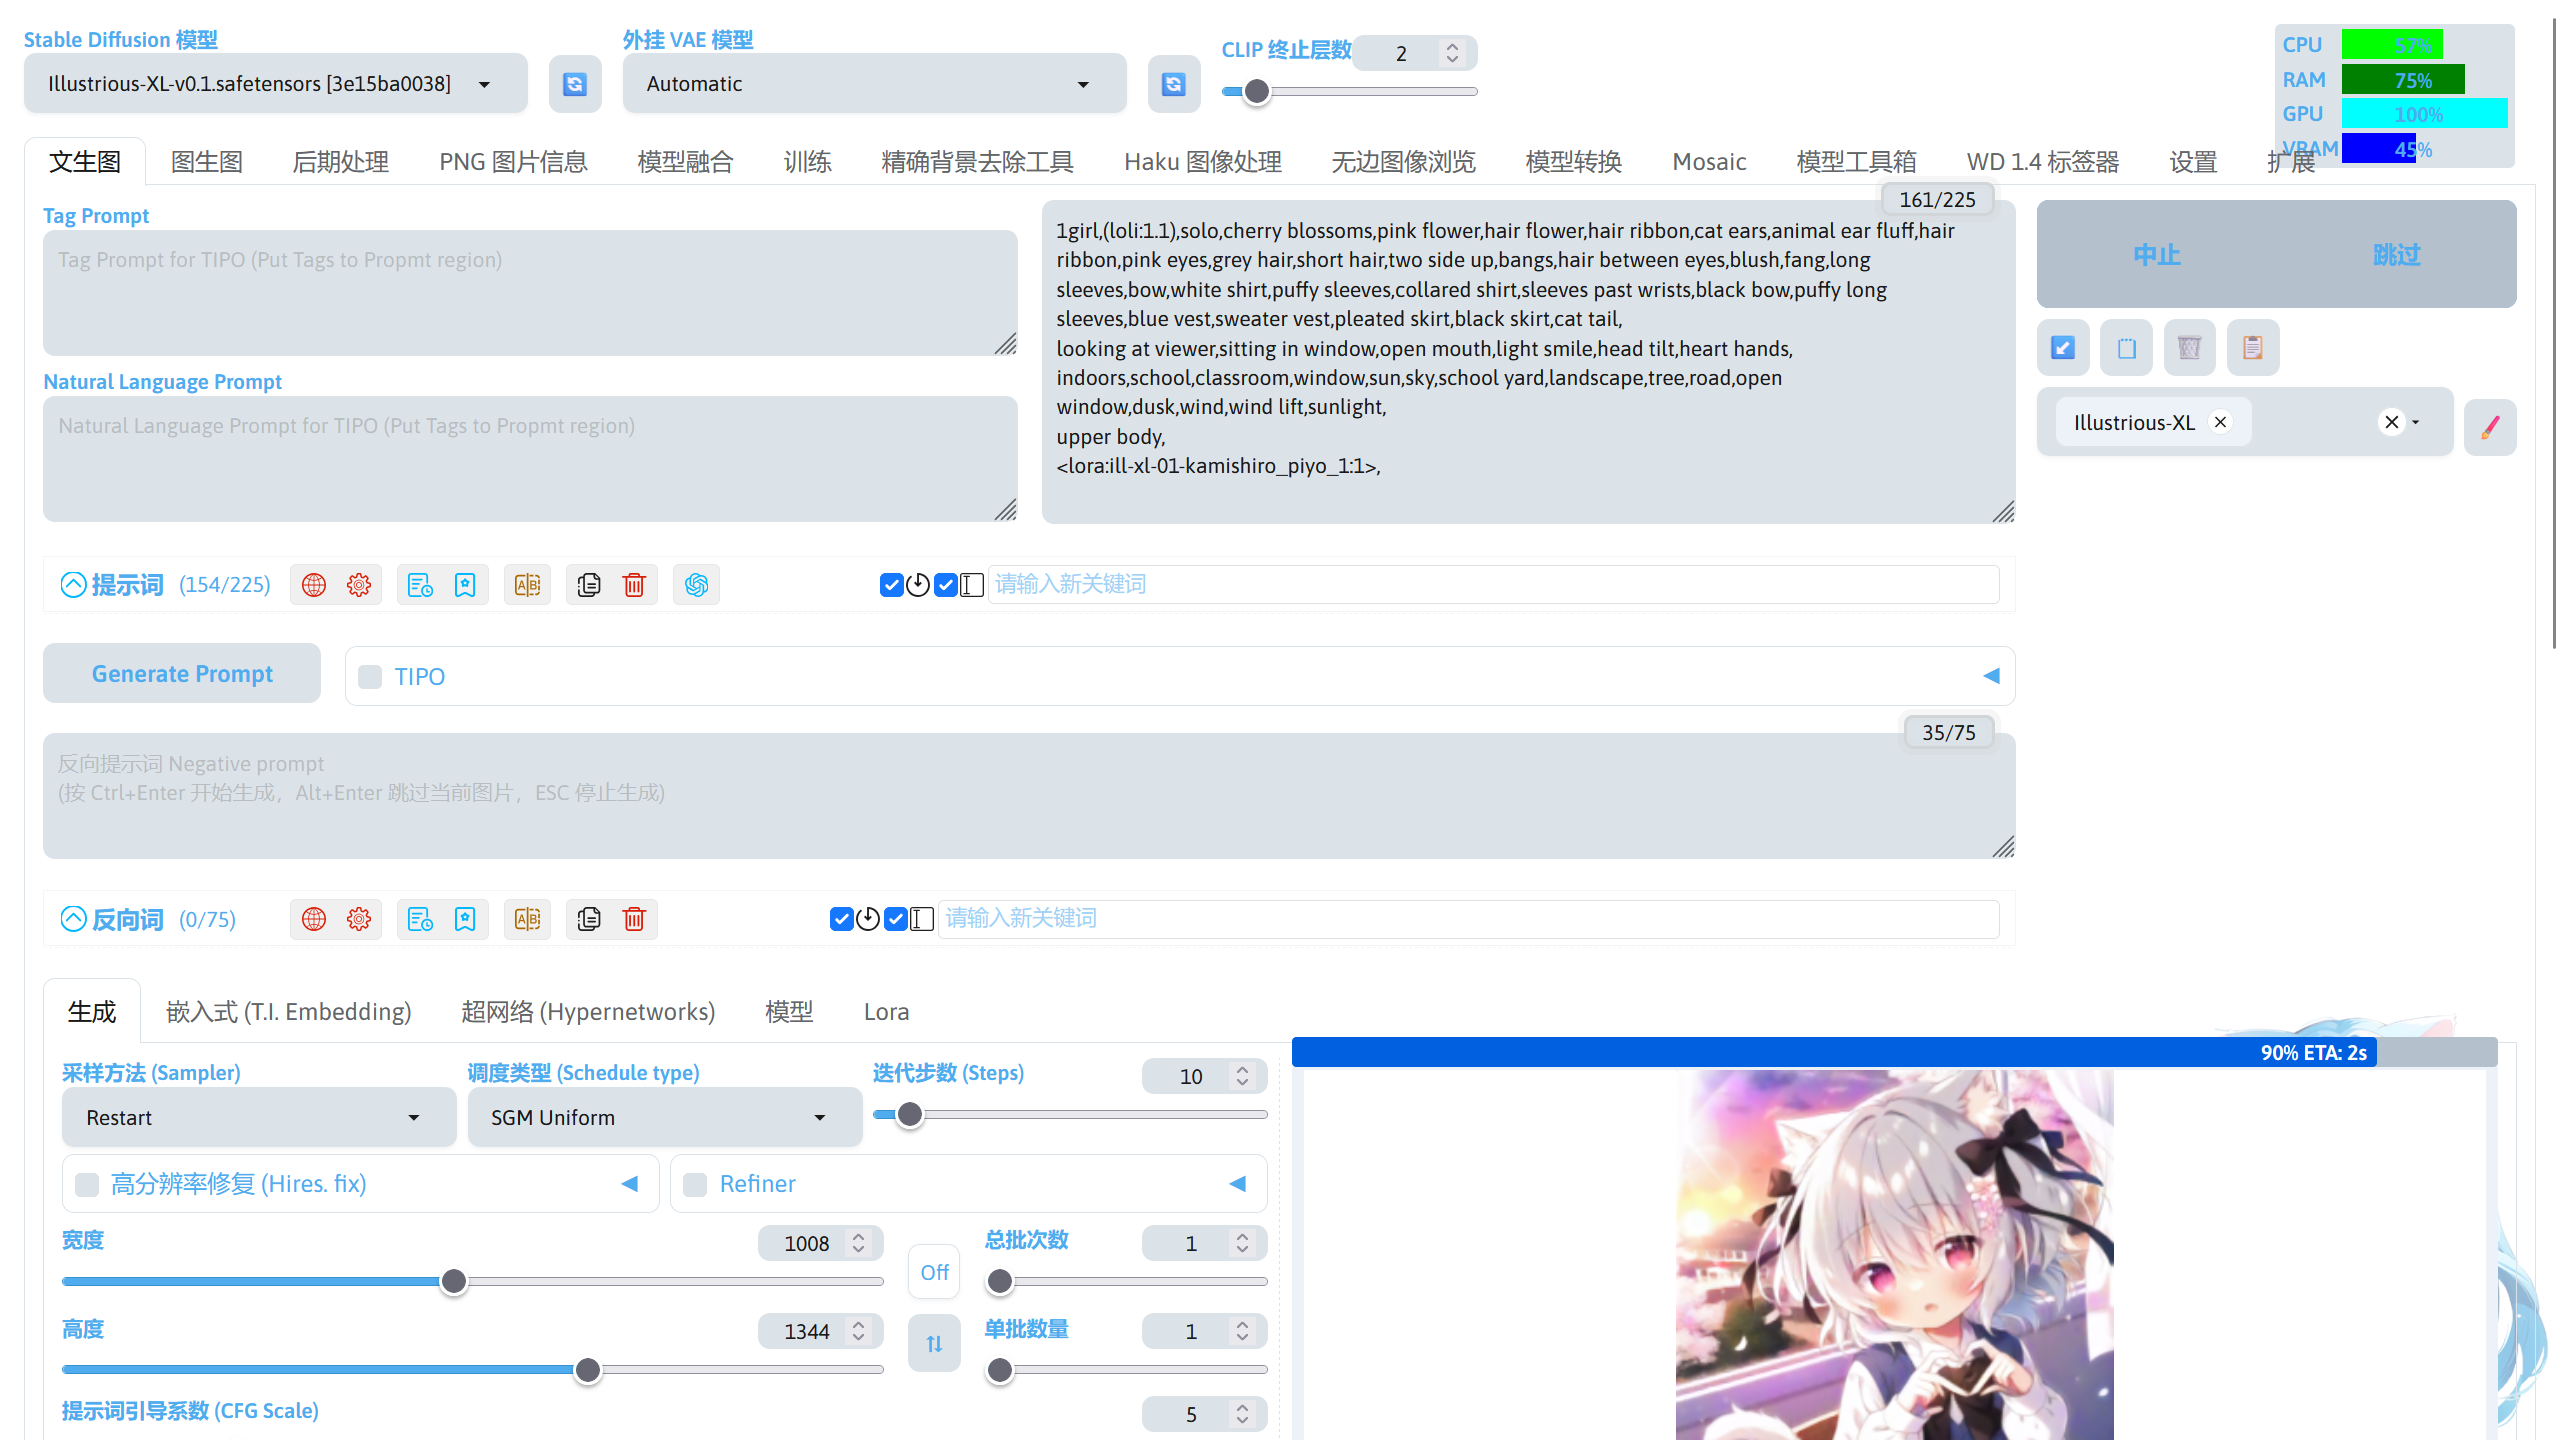 Stable Diffusion 模型
Illustrious-XL-v0.1.safetensors [3e15ba0038]
外挂 VAE 模型
Automatic
CLIP 终止层数
2
CPU 57%
RAM 75%
GPU 100%
VRAM 45%
文生图 图生图 后期处理 PNG 图片信息 模型融合 训练 精确背景去除工具 Haku 图像处理 无边图像浏览 模型转换 Mosaic 模型工具箱 WD 1.4 标签器 设置 扩展
Tag Prompt
Tag Prompt for TIPO (Put Tags to Propmt region)
Natural Language Prompt
Natural Language Prompt for TIPO (Put Tags to Propmt region)
161/225
1girl,(loli:1.1),solo,cherry blossoms,pink flower,hair flower,hair ribbon,cat ears,animal ear fluff,hair
ribbon,pink eyes,grey hair,short hair,two side up,bangs,hair between eyes,blush,fang,long
sleeves,bow,white shirt,puffy sleeves,collared shirt,sleeves past wrists,black bow,puffy long
sleeves,blue vest,sweater vest,pleated skirt,black skirt,cat tail,
looking at viewer,sitting in window,open mouth,light smile,head tilt,heart hands,
indoors,school,classroom,window,sun,sky,school yard,landscape,tree,road,open
window,dusk,wind,wind lift,sunlight,
upper body,
<lora:ill-xl-01-kamishiro_piyo_1:1>,
中止 跳过
Illustrious-XL
提示词 (154/225)
请输入新关键词
Generate Prompt
TIPO
35/75
反向提示词 Negative prompt
(按 Ctrl+Enter 开始生成，Alt+Enter 跳过当前图片，ESC 停止生成)
反向词 (0/75)
请输入新关键词
生成 嵌入式 (T.I. Embedding) 超网络 (Hypernetworks) 模型 Lora
采样方法 (Sampler)
Restart
调度类型 (Schedule type)
SGM Uniform
迭代步数 (Steps)
10
高分辨率修复 (Hires. fix)
Refiner
宽度
1008
Off
总批次数
1
高度
1344
单批数量
1
提示词引导系数 (CFG Scale)
5
90% ETA: 2s